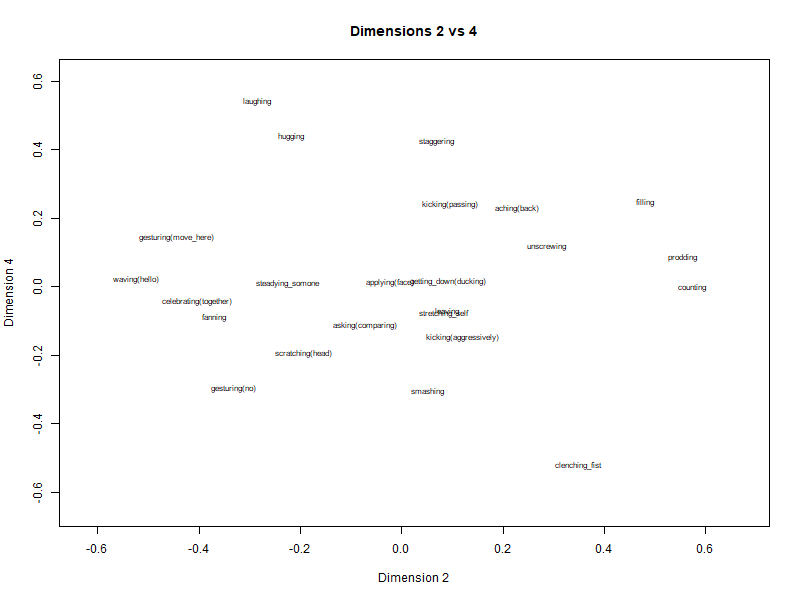 Dimensions 2 vs 4
laughing
hugging
staggering
kicking(passing)
aching(back)
filling
gesturing(move_here)
unscrewing
prodding
waving(hello)
steadying_somone
applying(face)
getting_down(ducking)
counting
celebrating(together)
fanning
stretching_self
asking(comparing)
kicking(aggressively)
scratching(head)
gesturing(no)
smashing
clenching_fist
0.6
0.4
0.2
0.0
-0.2
-0.4
-0.6
Dimension 4
-0.6 -0.4 -0.2 0.0 0.2 0.4 0.6
Dimension 2